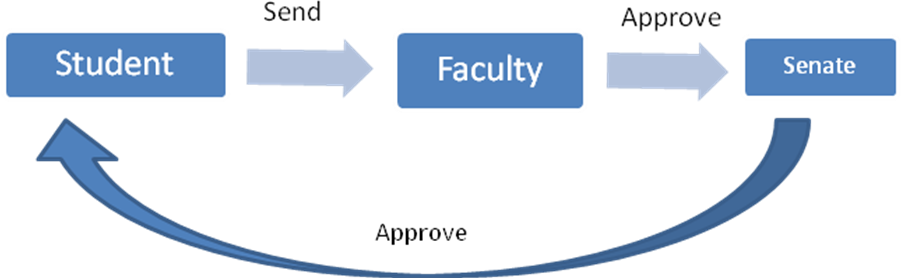 Send
Approve
Student
Faculty
Senate
Approve